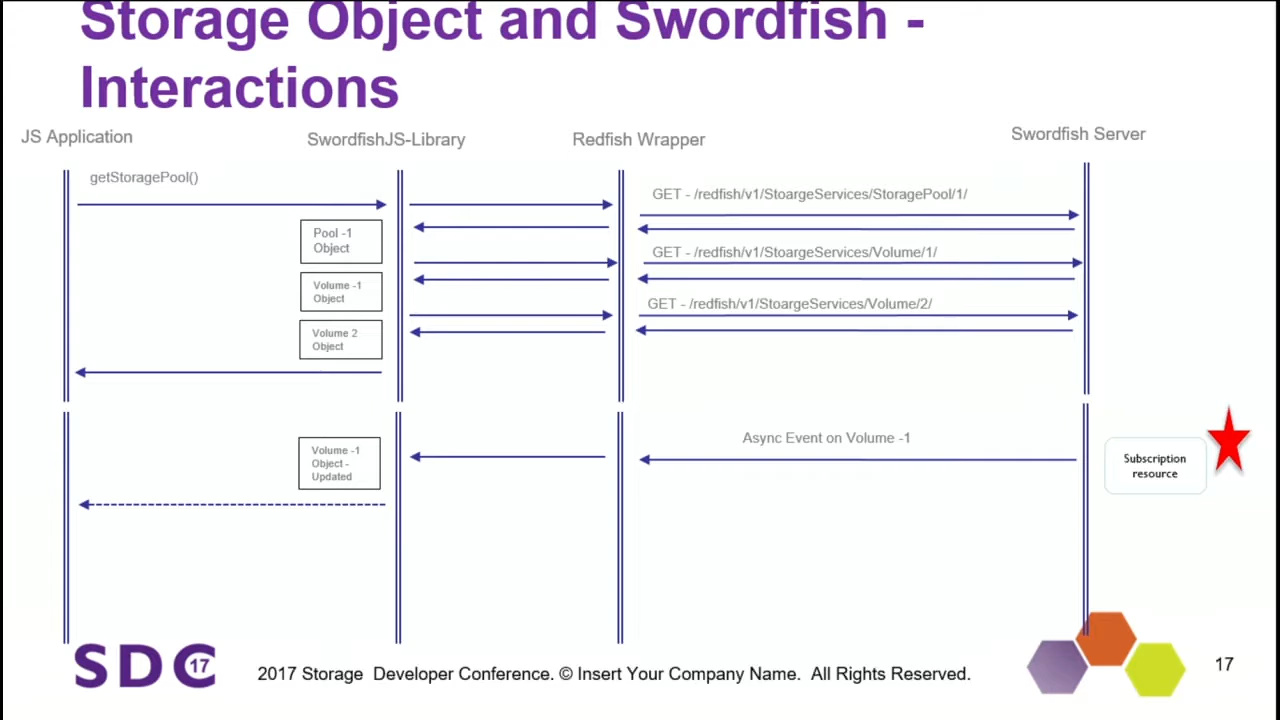 Storage Object and Swordfish -
Interactions
JS Application
SwordfishJS-Library
Redfish Wrapper
Swordfish Server
getStoragePool()
GET - /redfish/v1/StoargeServices/StoragePool/1/
Pool -1
Object
GET - /redfish/v1/StoargeServices/Volume/1/
Volume -1
Object
GET - /redfish/v1/StoargeServices/Volume/2/
Volume 2
Object
Async Event on Volume -1
Volume -1
Object -
Updated
Subscription
resource
SDC 17
2017 Storage Developer Conference. © Insert Your Company Name. All Rights Reserved.
17